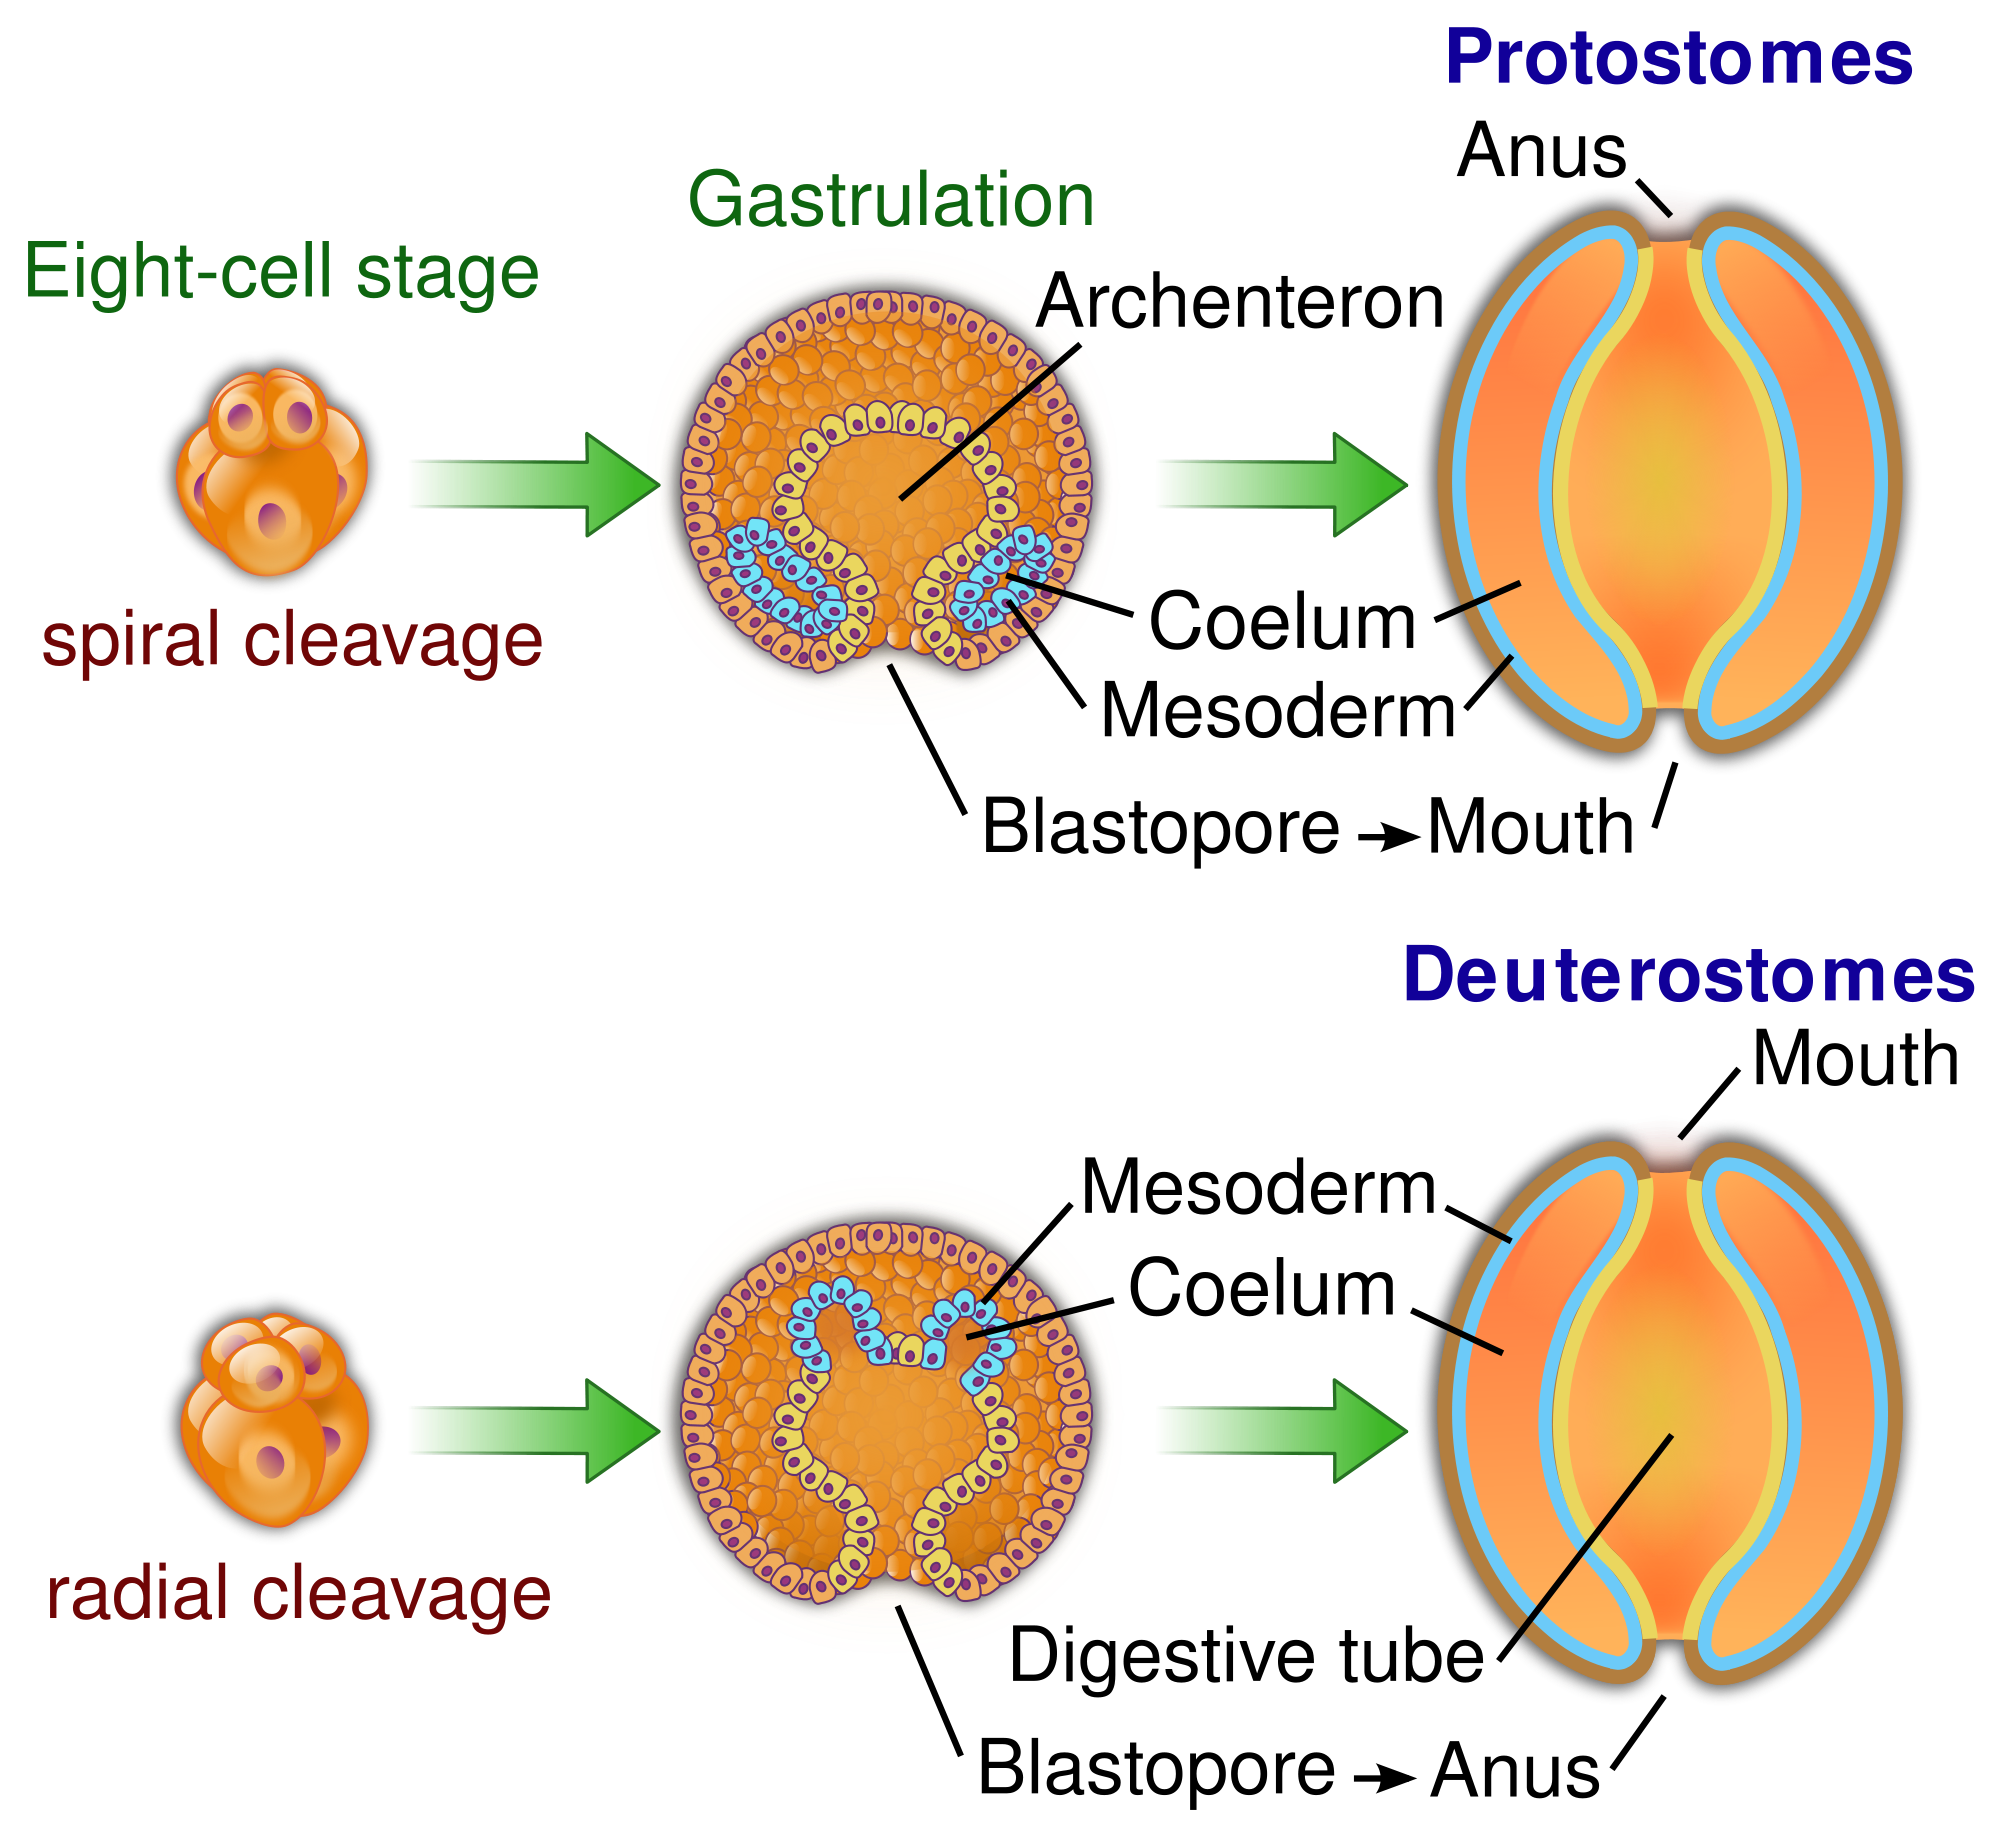 Protostomes
Anus
Gastrulation
Eight-cell stage
Archenteron
spiral cleavage
Coelum
Mesoderm
Blastopore → Mouth
Deuterostomes
Mouth
Mesoderm
Coelum
radial cleavage
Digestive tube
Blastopore → Anus